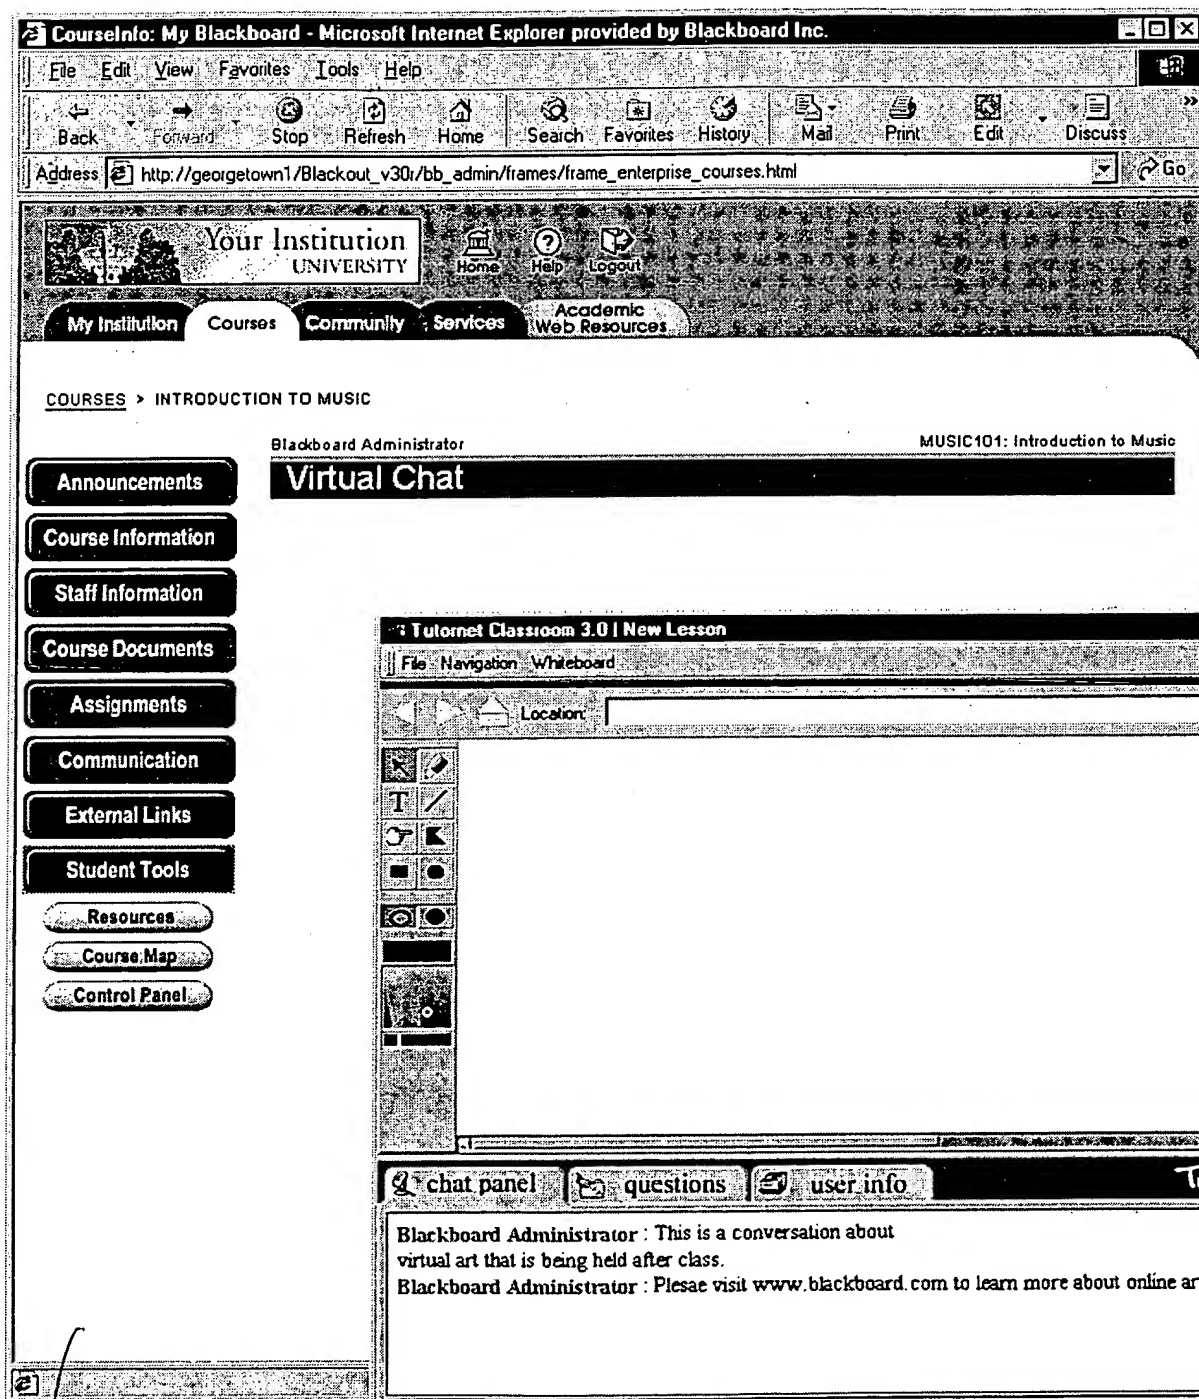 CourseInfo: My Blackboard - Microsoft Internet Explorer provided by Blackboard Inc.
File Edit View Favorites Tools Help
Back Forward Stop Refresh Home Search Favorites History Mail Print Edit Discuss
Address http://georgetown1/Blackout_v30r/bb_admin/frames/frame_enterprise_courses.html Go
Your Institution
UNIVERSITY
Home Help Logout
My Institution Courses Community Services Academic Web Resources
COURSES > INTRODUCTION TO MUSIC
Blackboard Administrator MUSIC101: Introduction to Music
Virtual Chat
Announcements
Course Information
Staff Information
Course Documents
Assignments
Communication
External Links
Student Tools
Resources
Course Map
Control Panel
Tutornet Classroom 3.0 | New Lesson
File Navigation Whiteboard
Location:
T
chat panel questions user info
Blackboard Administrator : This is a conversation about
virtual art that is being held after class.
Blackboard Administrator : Plesae visit www.blackboard.com to learn more about online